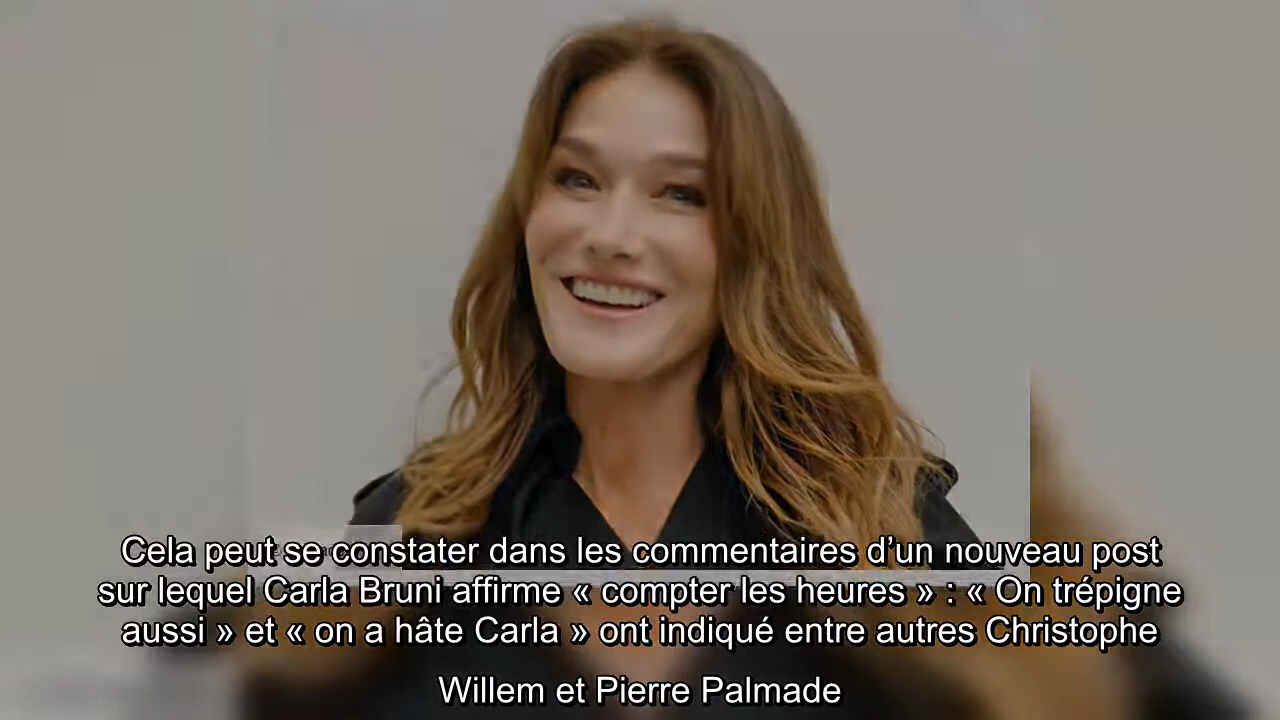 Cela peut se constater dans les commentaires d’un nouveau post
sur lequel Carla Bruni affirme « compter les heures » : « On trépigne
aussi » et « on a hâte Carla » ont indiqué entre autres Christophe
Willem et Pierre Palmade